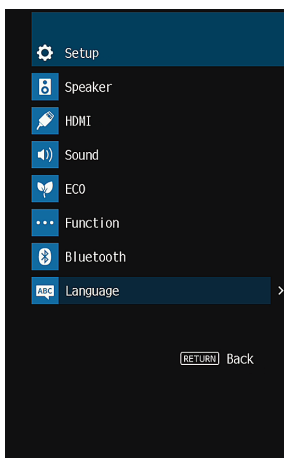 Setup
Speaker
HDMI
Sound
ECO
Function
Bluetooth
ABC Language
RETURN Back